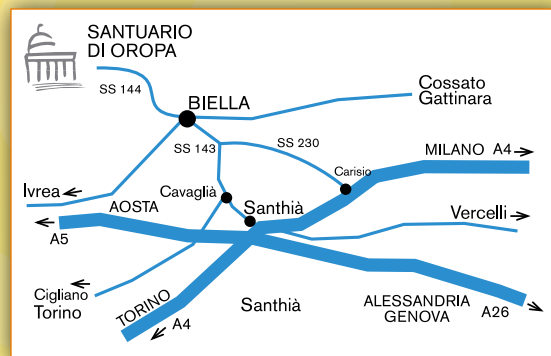 SANTUARIO
DI OROPA
SS 144
BIELLA
Cossato
Gattinara
SS 143
SS 230
MILANO A4
Carisio
Ivrea
Cavaglià
AOSTA
Santhià
Vercelli
A5
Cigliano
Torino
TORINO
A4
Santhià
ALESSANDRIA
GENOVA
A26